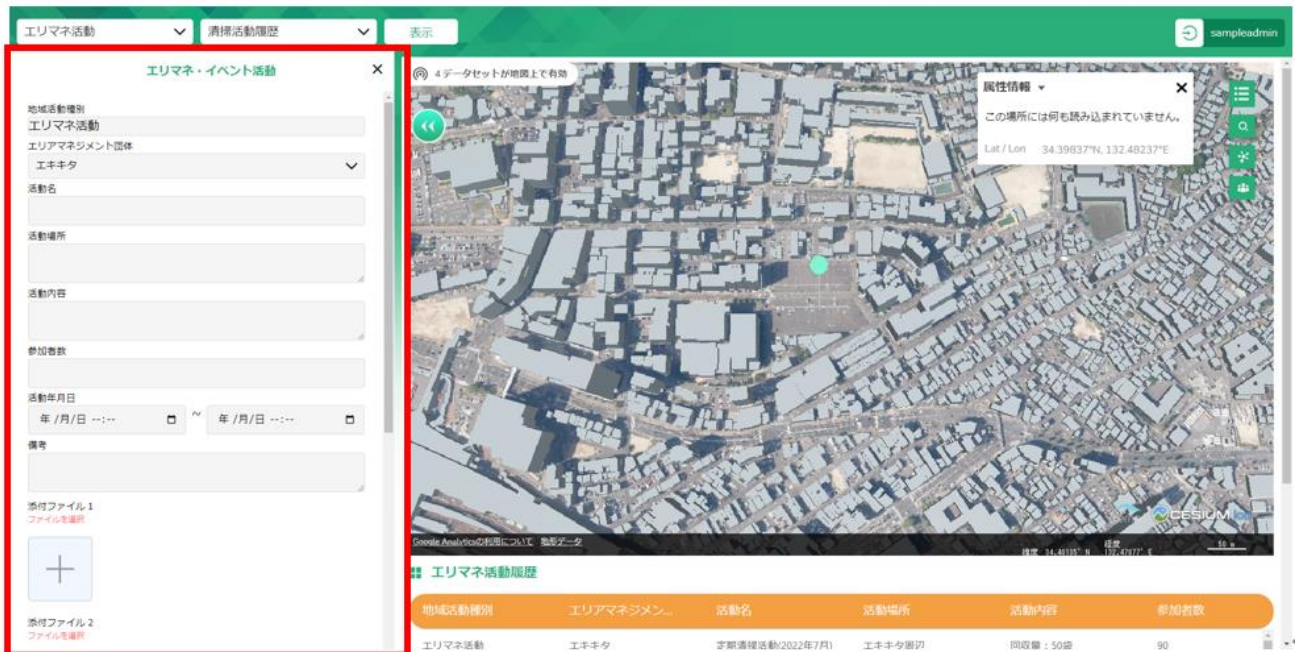 エリマネ活動
清掃活動履歴
表示
sampleadmin
エリマネ・イベント活動
×
地域活動種別
エリマネ活動
エリアマネジメント団体
エキキタ
活動名
活動場所
活動内容
参加者数
活動年月日
年 /月/日 --:--
~
年 /月/日 --:--
備考
添付ファイル 1
ファイルを選択
添付ファイル 2
ファイルを選択
4 データセットが地図上で有効
属性情報
この場所には何も読み込まれていません。
Lat / Lon 34.39837°N, 132.48237°E
CESIUM ion
Google Analyticsの利用について 地形データ
50 m
エリマネ活動履歴
地域活動種別 エリアマネジメン... 活動名 活動場所 活動内容 参加者数
エリマネ活動 エキキタ 定期清掃活動(2022年7月) エキキタ周辺 回収量：50袋 90